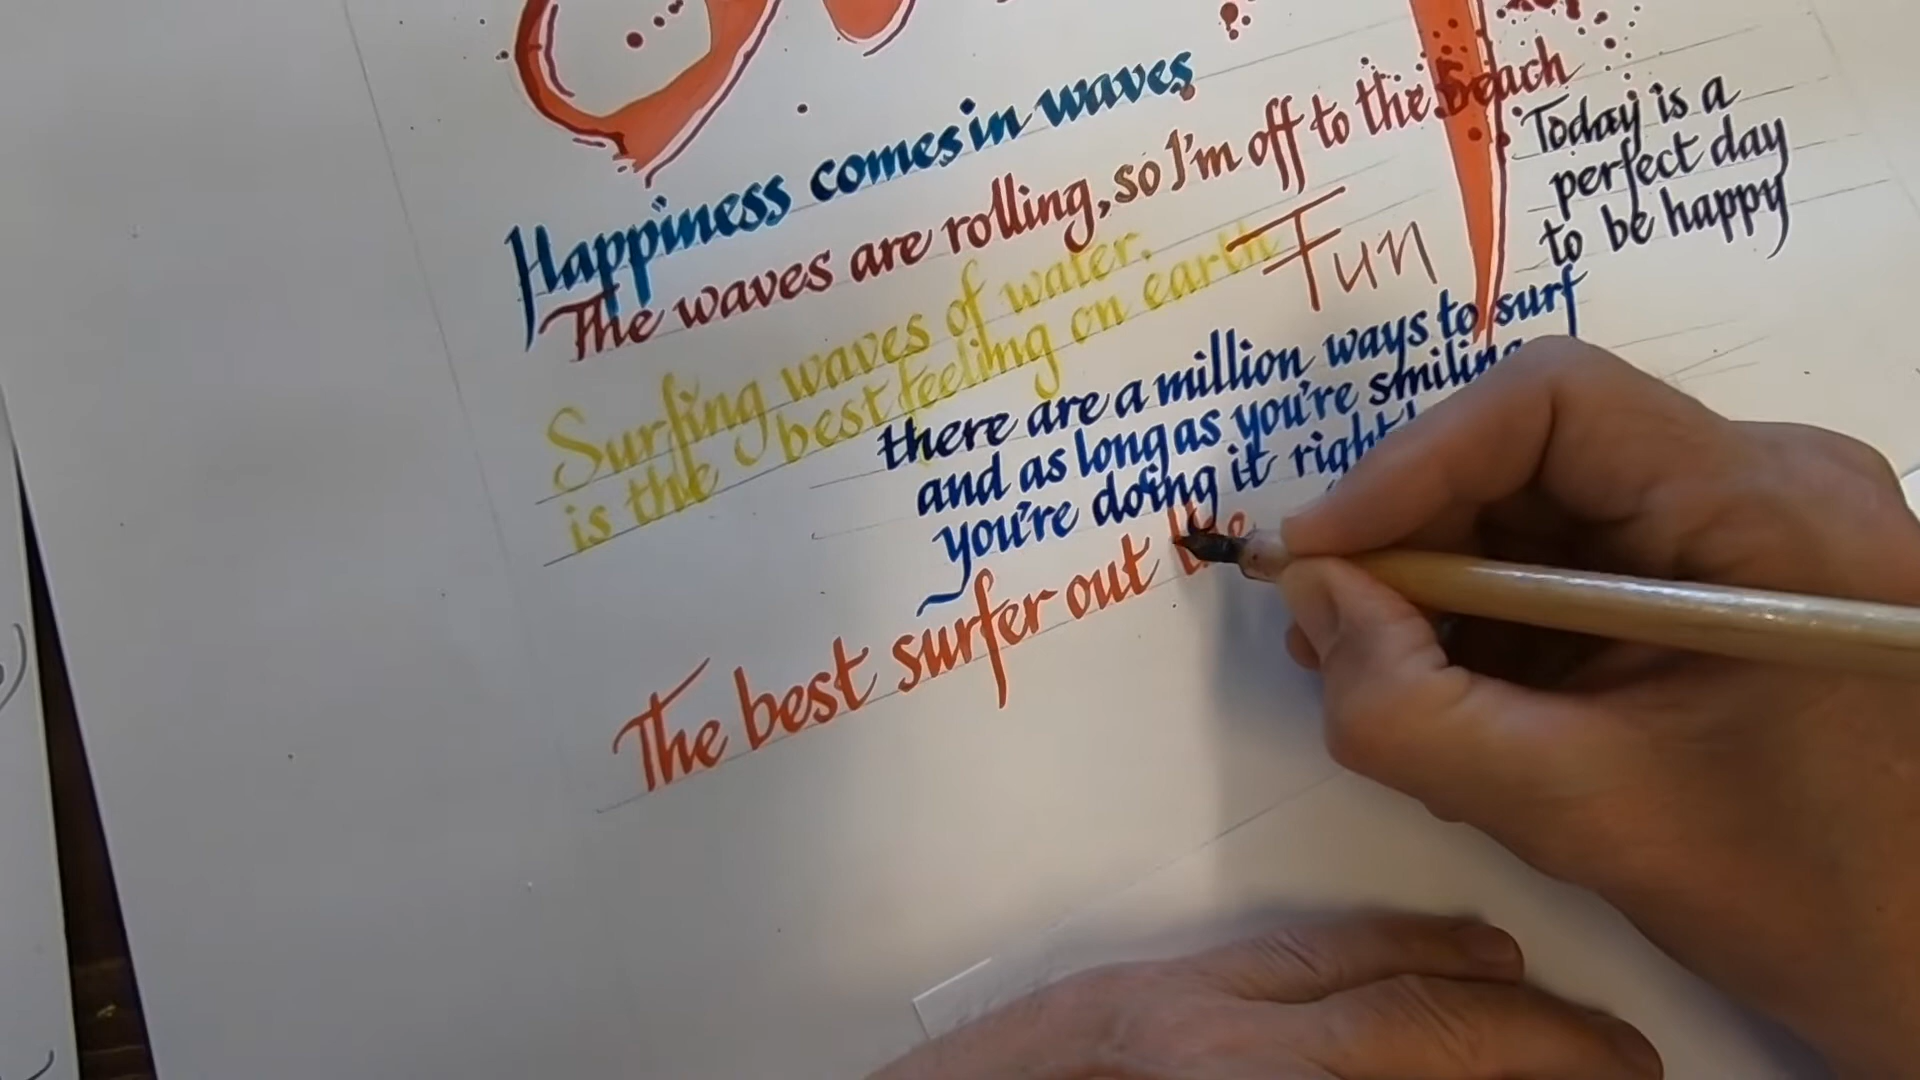 Happiness comes in waves
The waves are rolling, so I'm off to the beach
Today is a
perfect day
to be happy
Surfing waves of water.
is the best feeling on earth
Fun
there are a million ways to surf
and as long as you're smiling
you're doing it right
The best surfer out